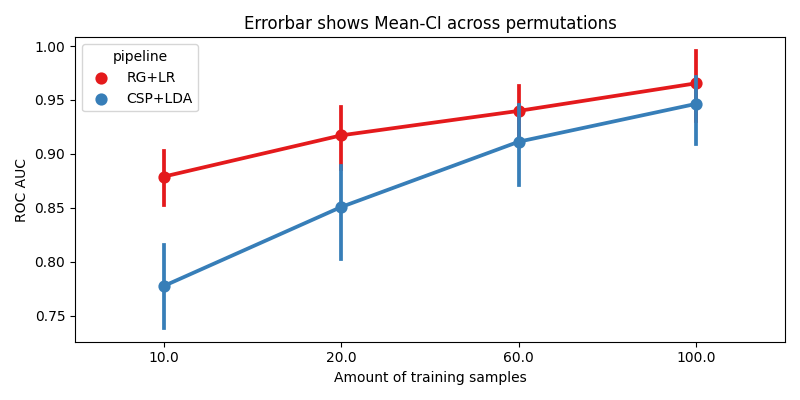 Errorbar shows Mean-CI across permutations
pipeline
RG+LR
CSP+LDA
ROC AUC
1.00
0.95
0.90
0.85
0.80
0.75
10.0 20.0 60.0 100.0
Amount of training samples